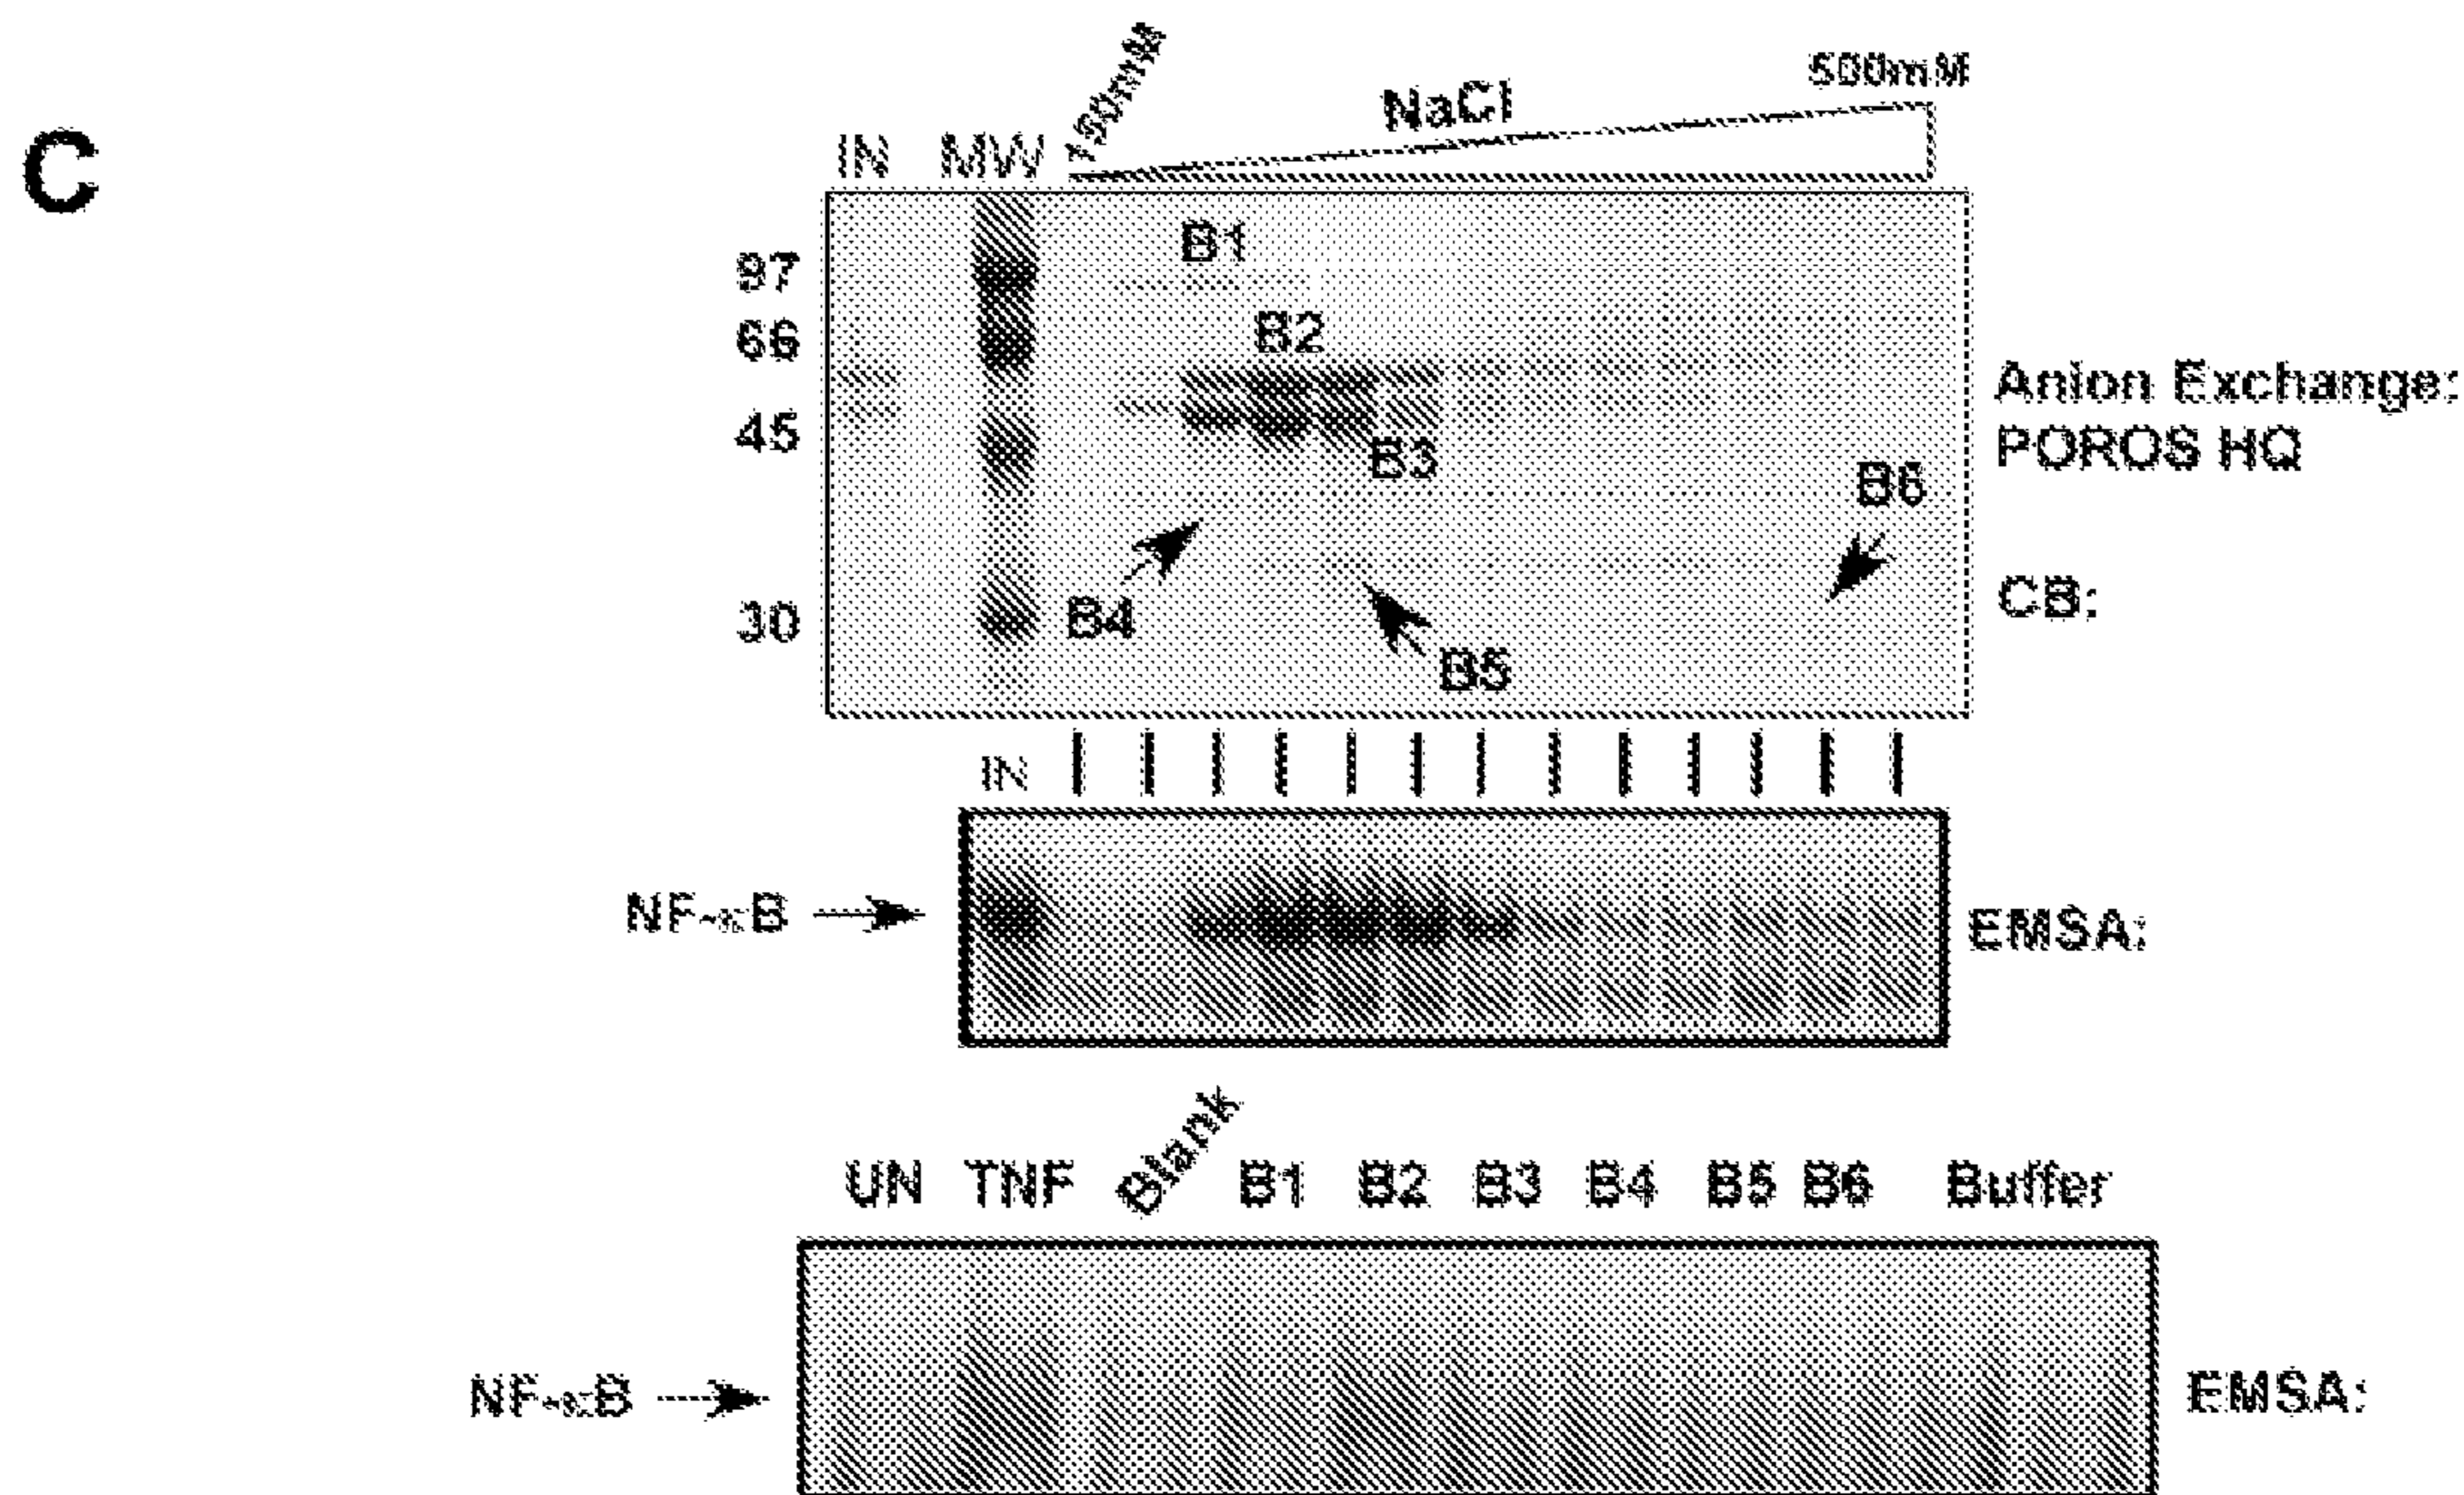 C
IN MW 150mM NaCl 500mM
97
66
45
30
B1
B2
B3
B4
B5
B6
Anion Exchange:
POROS HQ
CB:
IN
NF-κB
EMSA:
UN TNF Blank B1 B2 B3 B4 B5 B6 Buffer
NF-κB
EMSA: